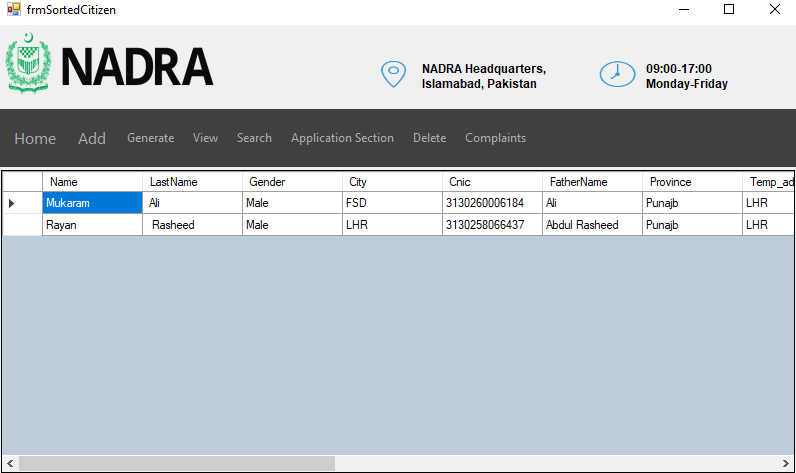 frmSortedCitizen
NADRA
NADRA Headquarters,
Islamabad, Pakistan
09:00-17:00
Monday-Friday
Home Add Generate View Search Application Section Delete Complaints
Name LastName Gender City Cnic FatherName Province Temp_ad
Mukaram Ali Male FSD 3130260006184 Ali Punajb LHR
Rayan Rasheed Male LHR 3130258066437 Abdul Rasheed Punajb LHR